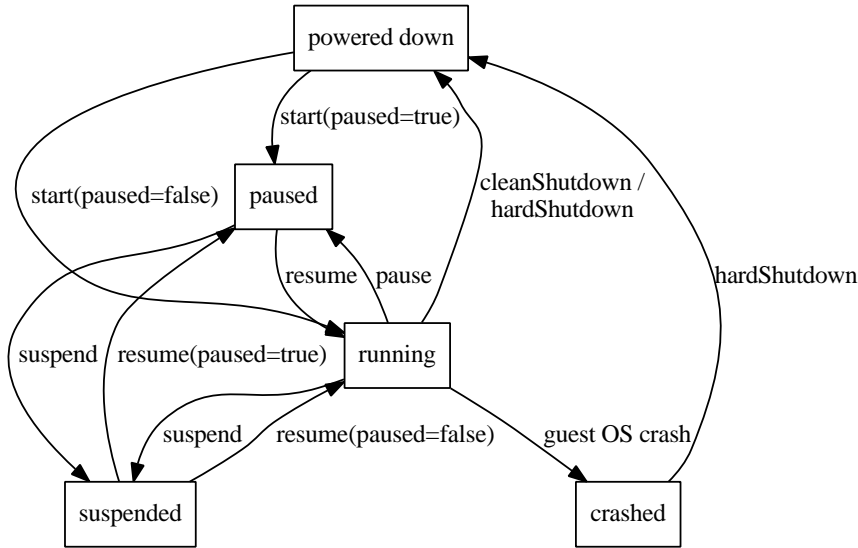 powered down
start(paused=true)
start(paused=false)
paused
cleanShutdown /
hardShutdown
resume
pause
hardShutdown
suspend
resume(paused=true)
running
suspend
resume(paused=false)
guest OS crash
suspended
crashed